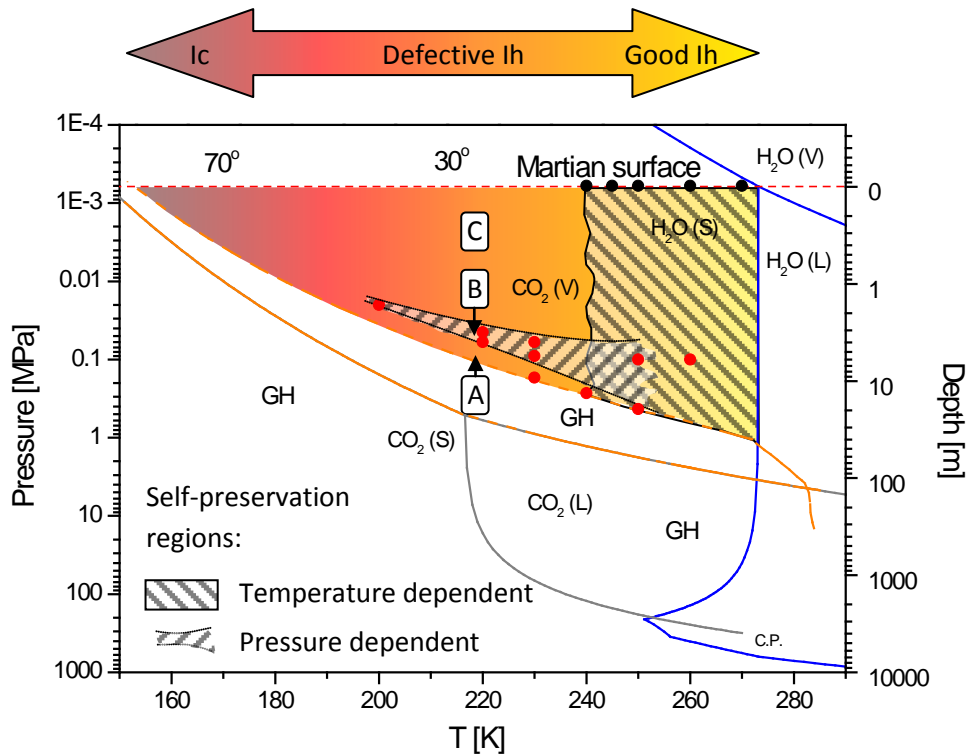 Ic
Defective Ih
Good Ih
1E-4
1E-3
0.01
0.1
1
10
100
1000
Pressure [MPa]
70°
30°
Martian surface
H₂O (V)
H₂O (S)
H₂O (L)
C
B
A
CO₂ (V)
GH
GH
CO₂ (S)
CO₂ (L)
GH
C.P.
Self-preservation
regions:
Temperature dependent
Pressure dependent
0
1
10
100
1000
10000
Depth [m]
160
180
200
220
240
260
280
T [K]